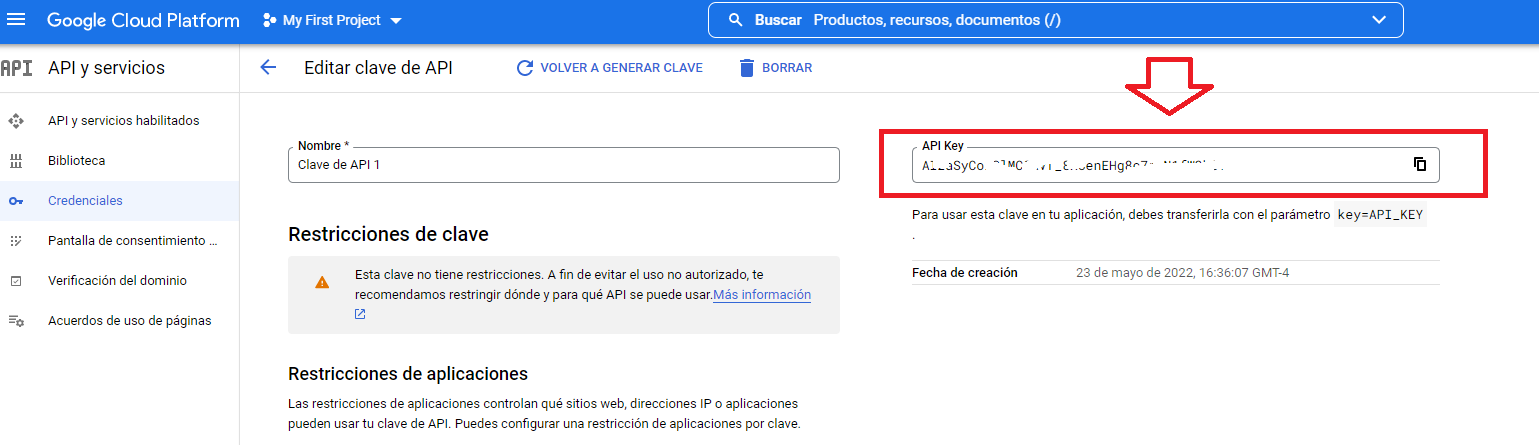 Google Cloud Platform
My First Project
Buscar Productos, recursos, documentos (/)
API API y servicios
Editar clave de API
VOLVER A GENERAR CLAVE
BORRAR
API y servicios habilitados
Biblioteca
Credenciales
Pantalla de consentimiento ...
Verificación del dominio
Acuerdos de uso de páginas
Nombre *
Clave de API 1
Restricciones de clave
Esta clave no tiene restricciones. A fin de evitar el uso no autorizado, te
recomendamos restringir dónde y para qué API se puede usar.Más información
Restricciones de aplicaciones
Las restricciones de aplicaciones controlan qué sitios web, direcciones IP o aplicaciones
pueden usar tu clave de API. Puedes configurar una restricción de aplicaciones por clave.
API Key
Para usar esta clave en tu aplicación, debes transferirla con el parámetro key=API_KEY
.
Fecha de creación 23 de mayo de 2022, 16:36:07 GMT-4